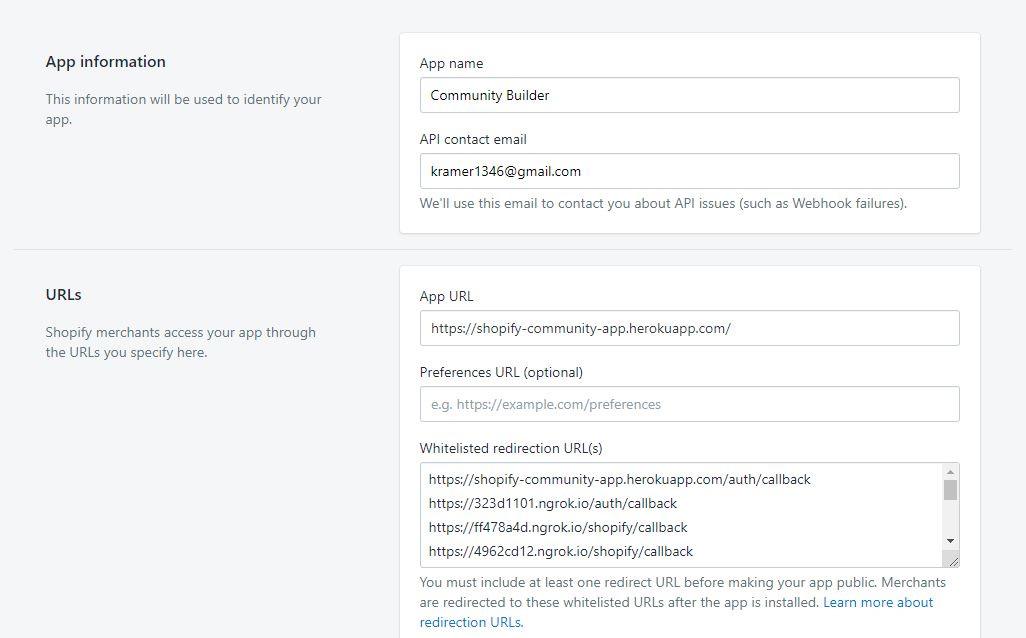 App information
This information will be used to identify your
app.
App name
Community Builder
API contact email
kramer1346@gmail.com
We'll use this email to contact you about API issues (such as Webhook failures).
URLs
Shopify merchants access your app through
the URLs you specify here.
App URL
https://shopify-community-app.herokuapp.com/
Preferences URL (optional)
e.g. https://example.com/preferences
Whitelisted redirection URL(s)
https://shopify-community-app.herokuapp.com/auth/callback
https://323d1101.ngrok.io/auth/callback
https://ff478a4d.ngrok.io/shopify/callback
https://4962cd12.ngrok.io/shopify/callback
You must include at least one redirect URL before making your app public. Merchants
are redirected to these whitelisted URLs after the app is installed. Learn more about
redirection URLs.